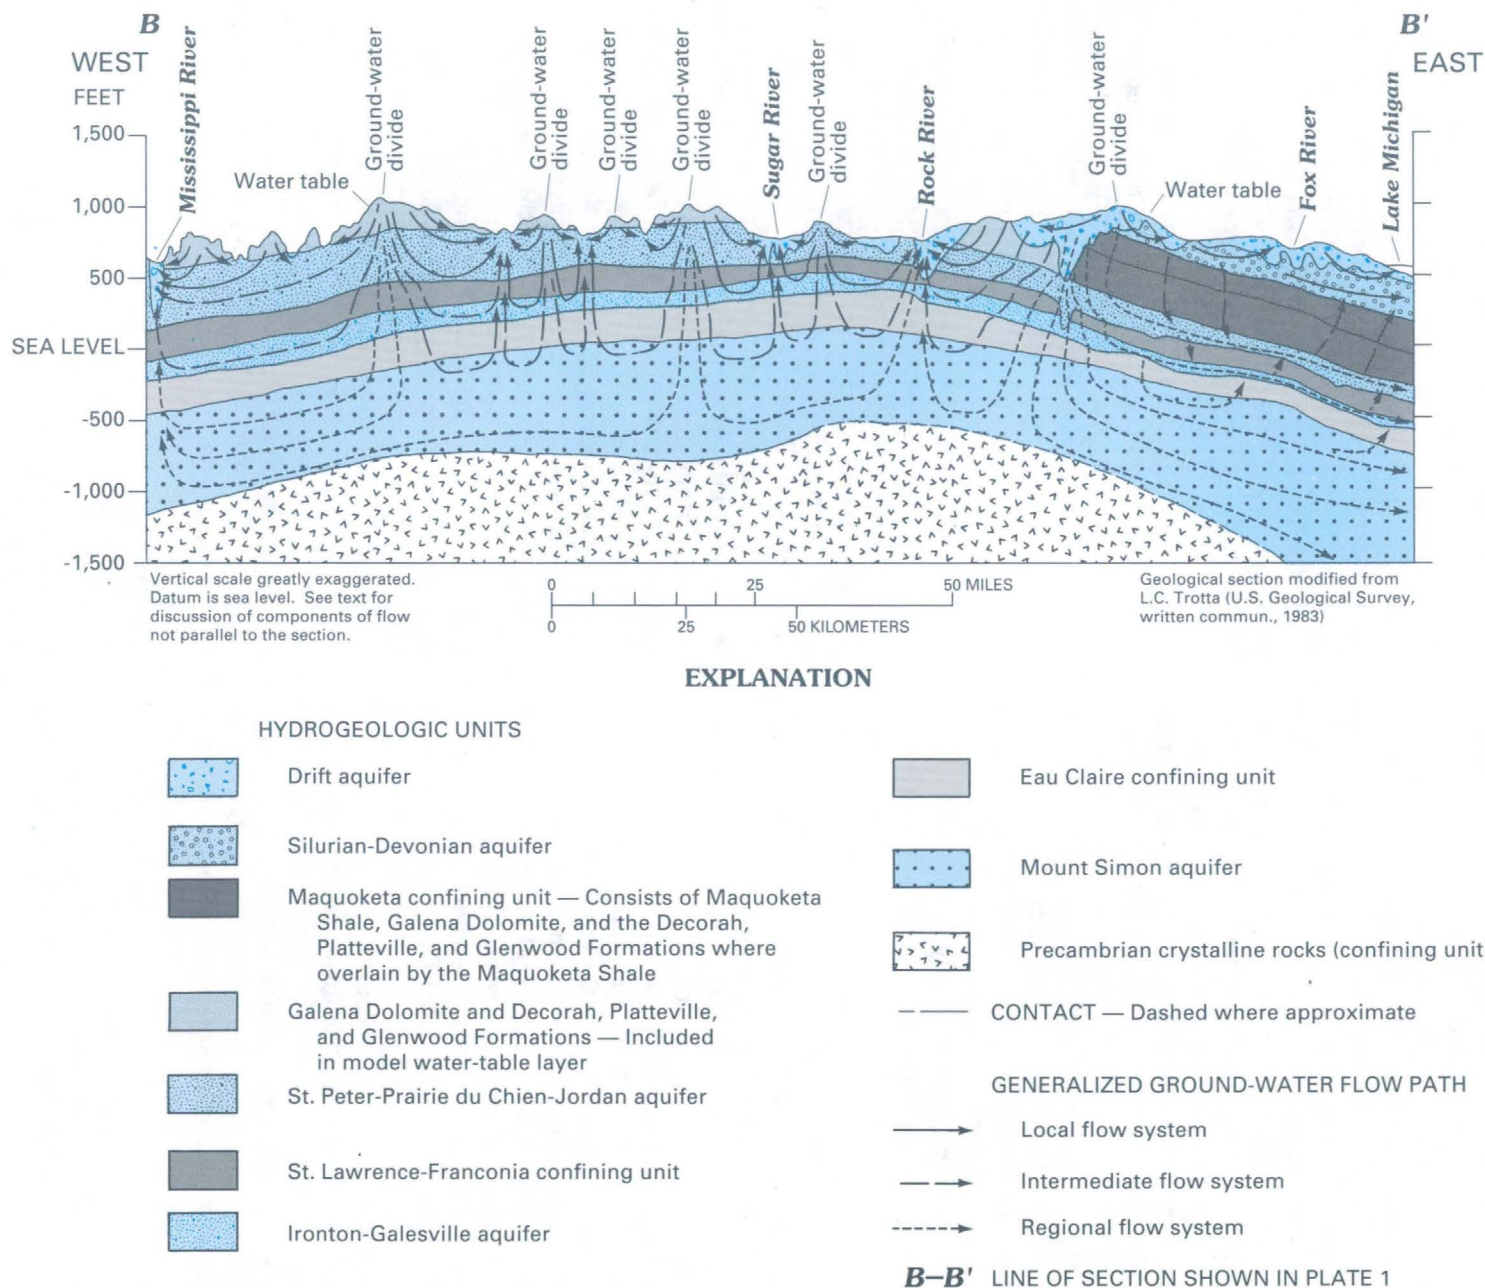 B
B'
WEST
EAST
FEET
Mississippi River
Ground-water
divide
Ground-water
divide
Ground-water
divide
Ground-water
divide
Sugar River
Ground-water
divide
Rock River
Ground-water
divide
Fox River
Lake Michigan
Water table
Water table
1,500
1,000
500
SEA LEVEL
-500
-1,000
-1,500
Vertical scale greatly exaggerated.
Datum is sea level. See text for
discussion of components of flow
not parallel to the section.
0 25 50 MILES
0 25 50 KILOMETERS
Geological section modified from
L.C. Trotta (U.S. Geological Survey,
written commun., 1983)
EXPLANATION
HYDROGEOLOGIC UNITS
Drift aquifer
Silurian-Devonian aquifer
Maquoketa confining unit — Consists of Maquoketa
Shale, Galena Dolomite, and the Decorah,
Platteville, and Glenwood Formations where
overlain by the Maquoketa Shale
Galena Dolomite and Decorah, Platteville,
and Glenwood Formations — Included
in model water-table layer
St. Peter-Prairie du Chien-Jordan aquifer
St. Lawrence-Franconia confining unit
Ironton-Galesville aquifer
Eau Claire confining unit
Mount Simon aquifer
Precambrian crystalline rocks (confining unit
CONTACT — Dashed where approximate
GENERALIZED GROUND-WATER FLOW PATH
Local flow system
Intermediate flow system
Regional flow system
B–B' LINE OF SECTION SHOWN IN PLATE 1